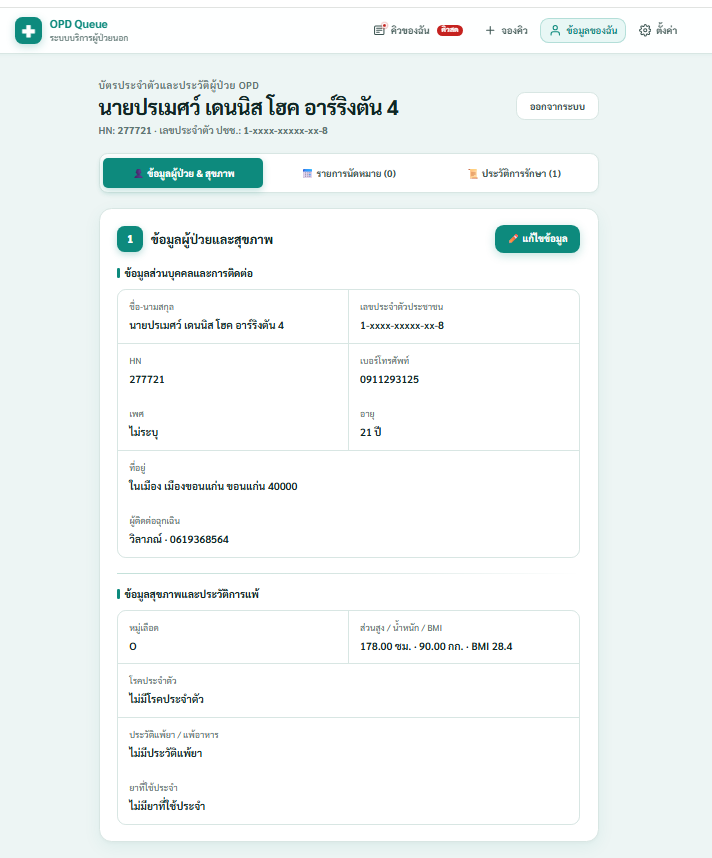 OPD Queue
ระบบบริการผู้ป่วยนอก
คิวของฉัน คิวสด
จองคิว
ข้อมูลของฉัน
ตั้งค่า
บัตรประจำตัวและประวัติผู้ป่วย OPD
นายปรเมศว์ เดนนิส โฮค อาร์ริงตัน 4
HN: 277721 · เลขประจำตัว ปชช.: 1-xxxx-xxxxx-xx-8
ออกจากระบบ
ข้อมูลผู้ป่วย & สุขภาพ
รายการนัดหมาย (0)
ประวัติการรักษา (1)
1 ข้อมูลผู้ป่วยและสุขภาพ
แก้ไขข้อมูล
ข้อมูลส่วนบุคคลและการติดต่อ
ชื่อ-นามสกุล
นายปรเมศว์ เดนนิส โฮค อาร์ริงตัน 4
เลขประจำตัวประชาชน
1-xxxx-xxxxx-xx-8
HN
277721
เบอร์โทรศัพท์
0911293125
เพศ
ไม่ระบุ
อายุ
21 ปี
ที่อยู่
ในเมือง เมืองขอนแก่น ขอนแก่น 40000
ผู้ติดต่อฉุกเฉิน
วิลาภณ์ · 0619368564
ข้อมูลสุขภาพและประวัติการแพ้
หมู่เลือด
O
ส่วนสูง / น้ำหนัก / BMI
178.00 ซม. · 90.00 กก. · BMI 28.4
โรคประจำตัว
ไม่มีโรคประจำตัว
ประวัติแพ้ยา / แพ้อาหาร
ไม่มีประวัติแพ้ยา
ยาที่ใช้ประจำ
ไม่มียาที่ใช้ประจำ